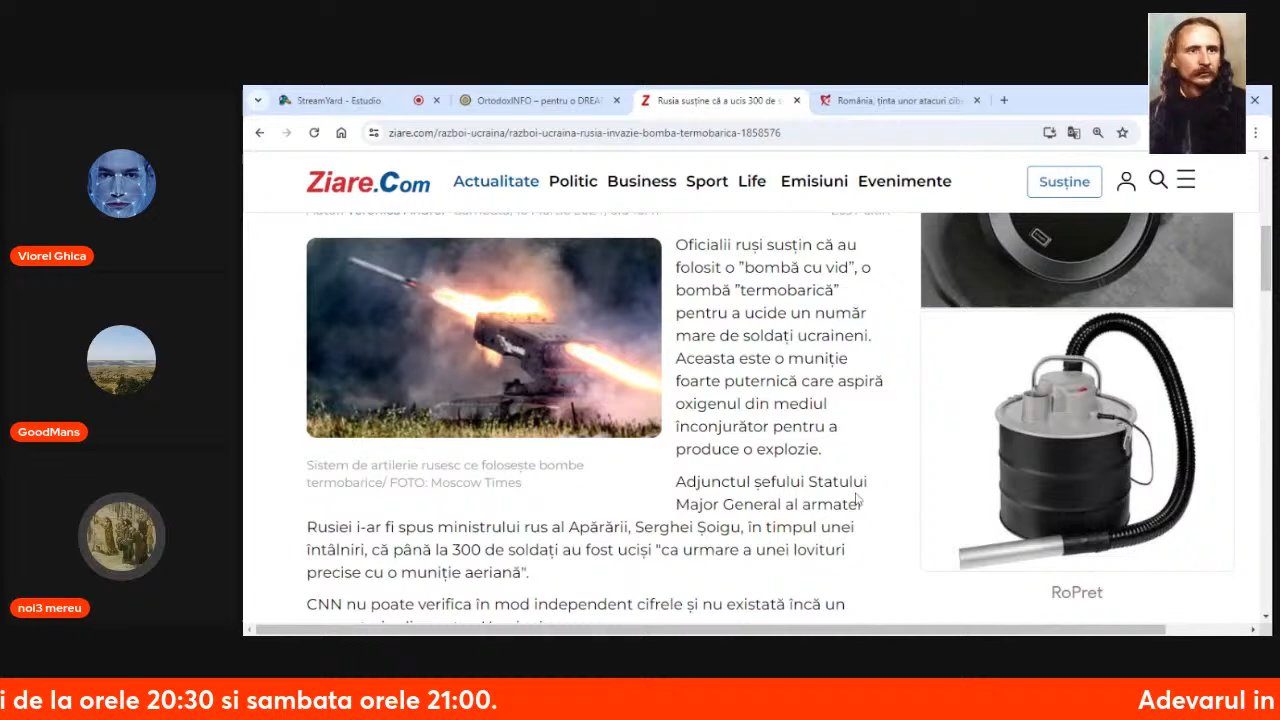 StreamYard - Estudio
OrtodoxINFO – pentru o DREA
Rusia susține că a ucis 300 de s
România, ținta unor atacuri cib
ziare.com/razboi-ucraina/razboi-ucraina-rusia-invazie-bomba-termobarica-1858576
Ziare.Com
Actualitate Politic Business Sport Life Emisiuni Evenimente
Susține
Oficialii ruși susțin că au
folosit o ”bombă cu vid”, o
bombă ”termobarică”
pentru a ucide un număr
mare de soldați ucraineni.
Aceasta este o muniție
foarte puternică care aspiră
oxigenul din mediul
înconjurător pentru a
produce o explozie.
Sistem de artilerie rusesc ce folosește bombe
termobarice/ FOTO: Moscow Times
Adjunctul șefului Statului
Major General al armatei
Rusiei i-ar fi spus ministrului rus al Apărării, Serghei Șoigu, în timpul unei
întâlniri, că până la 300 de soldați au fost uciși "ca urmare a unei lovituri
precise cu o muniție aeriană".
CNN nu poate verifica în mod independent cifrele și nu existată încă un
RoPret
Viorel Ghica
GoodMans
noi3 mereu
i de la orele 20:30 si sambata orele 21:00.
Adevarul in